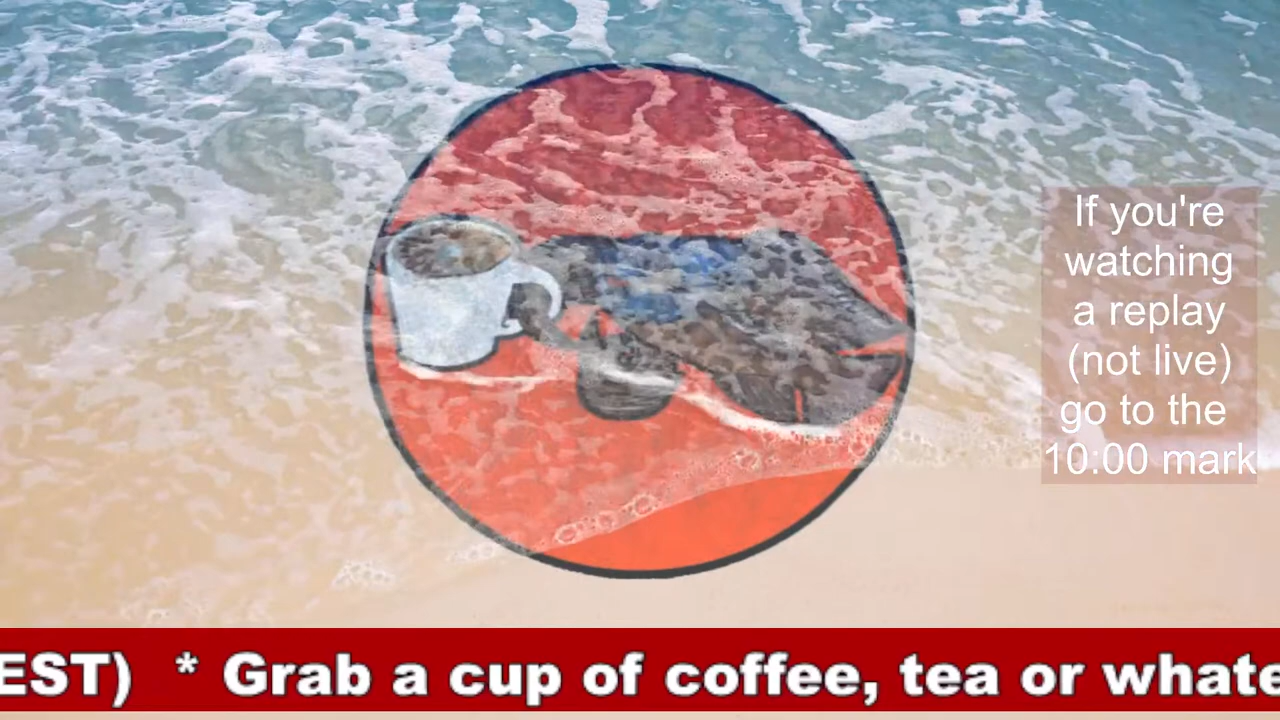 If you're
watching
a replay
(not live)
go to the
10:00 mark
EST) * Grab a cup of coffee, tea or whate